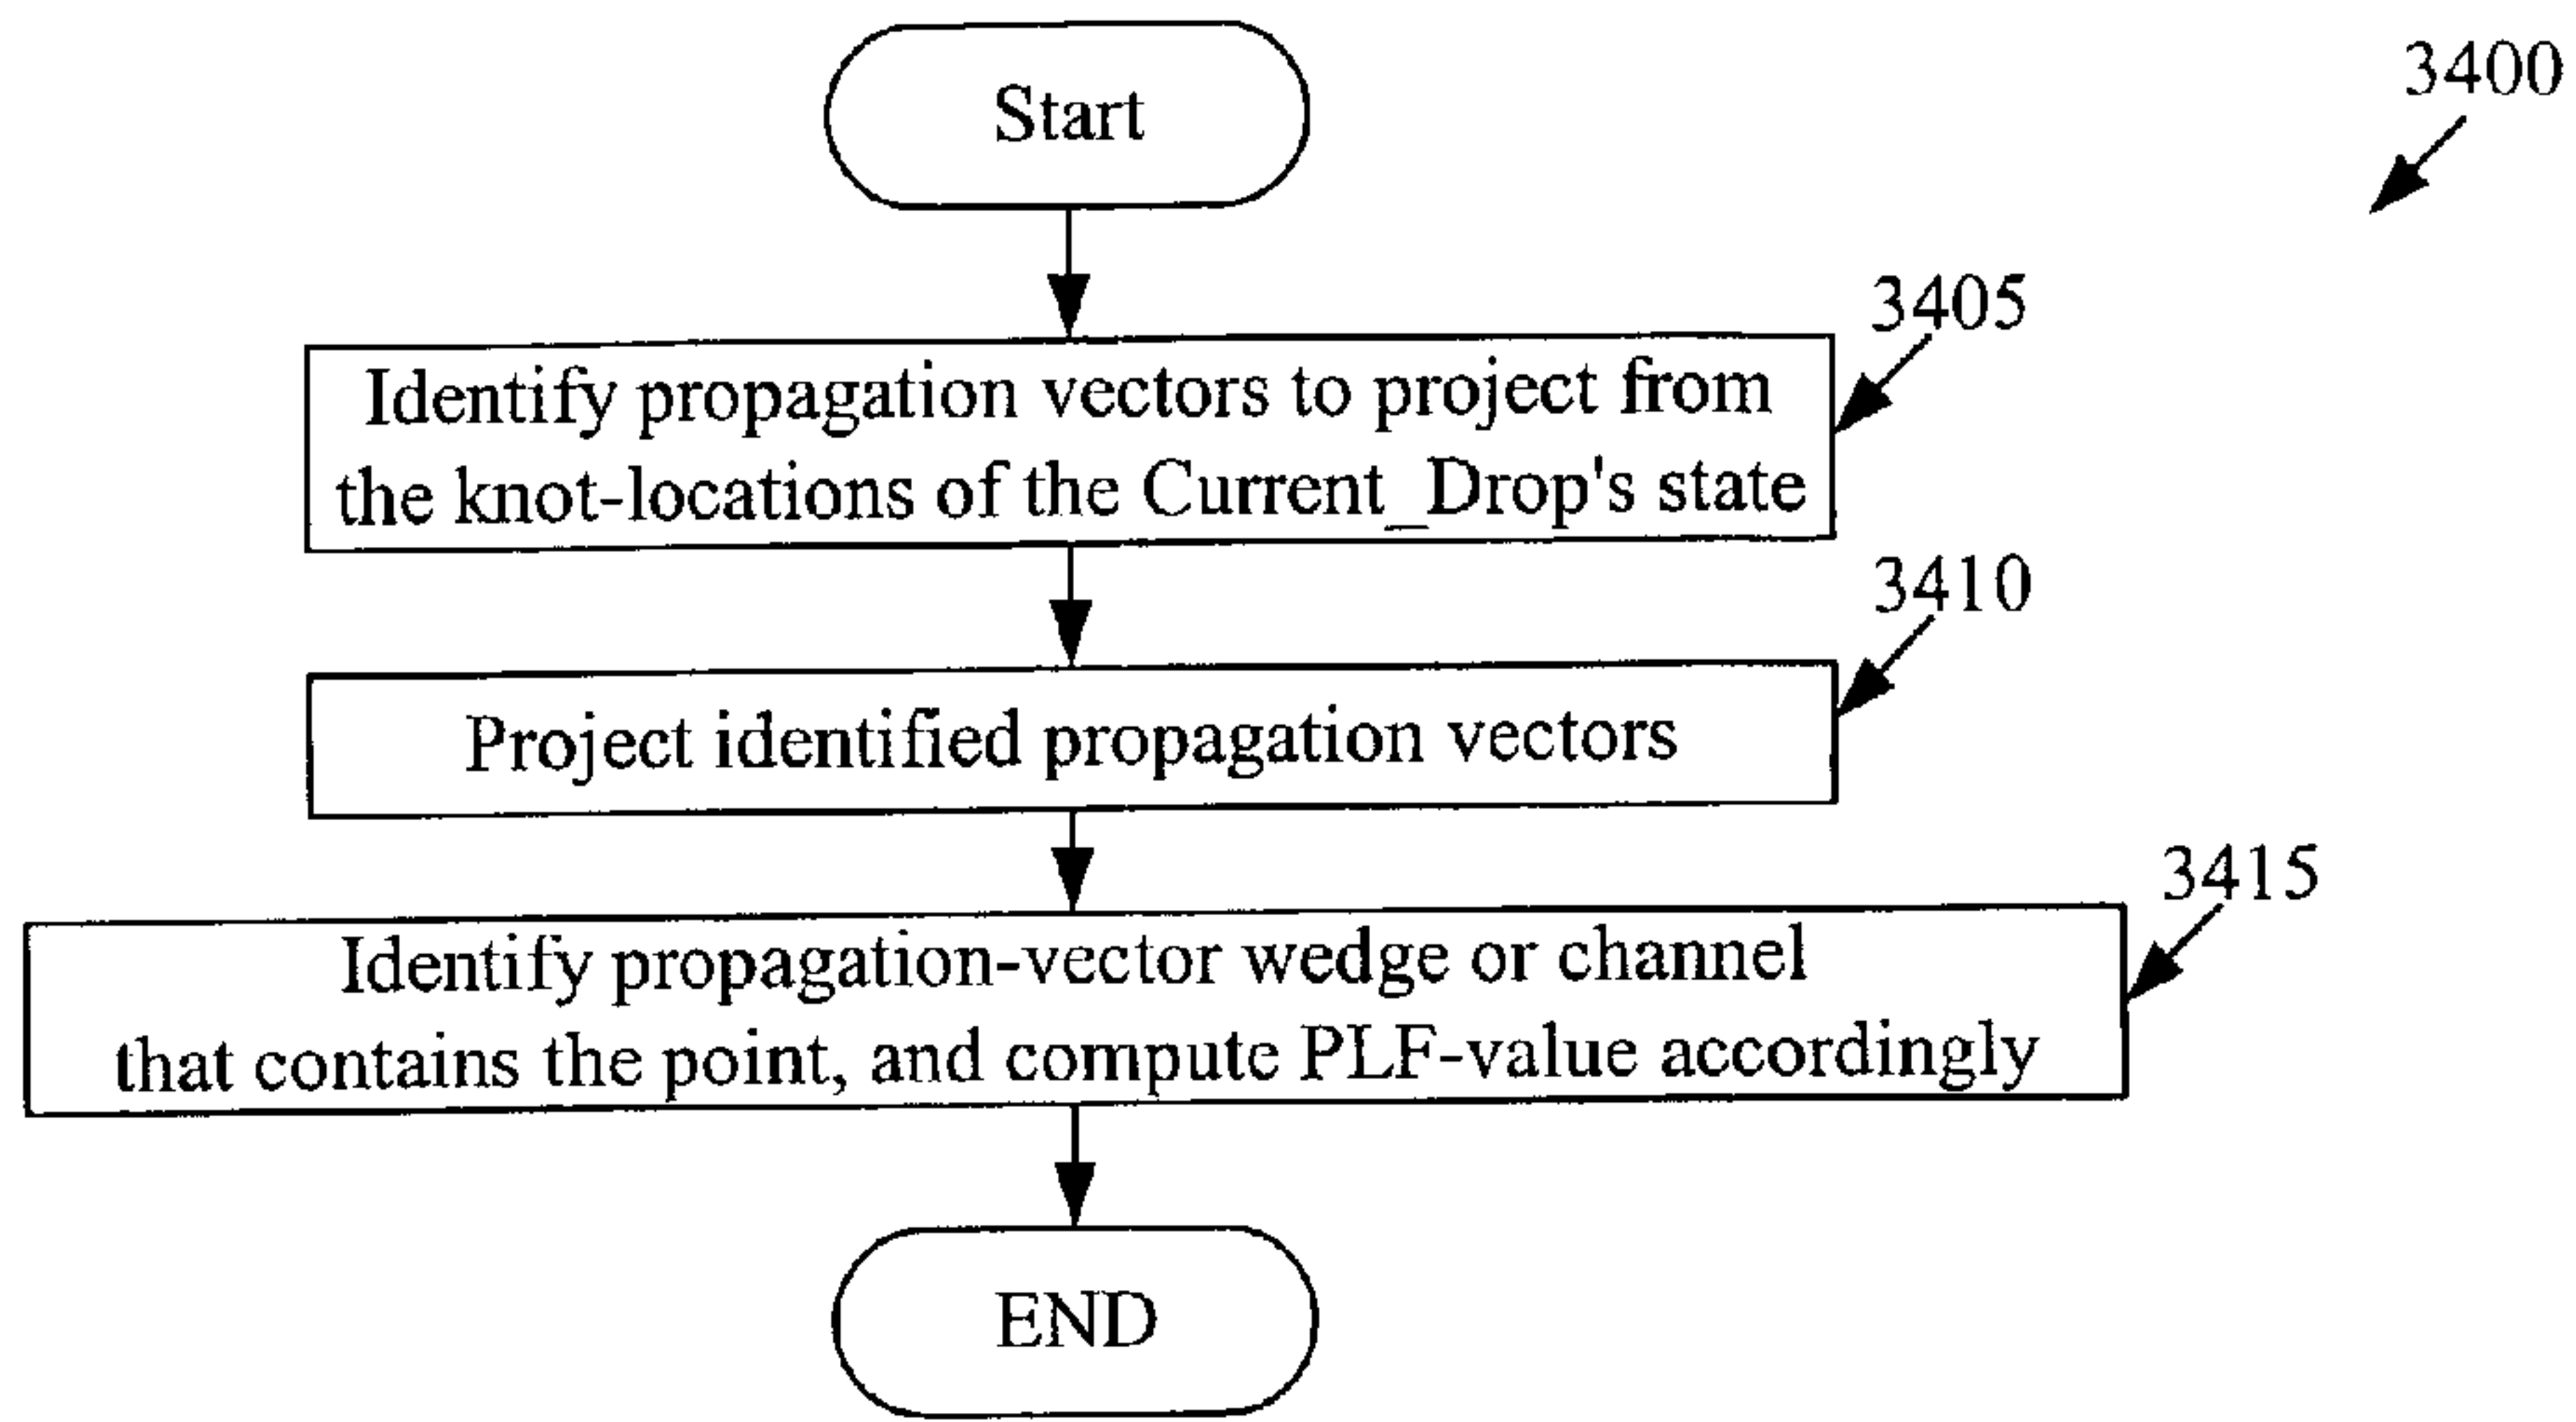 Start
3400
3405
Identify propagation vectors to project from
the knot-locations of the Current_Drop's state
3410
Project identified propagation vectors
3415
Identify propagation-vector wedge or channel
that contains the point, and compute PLF-value accordingly
END